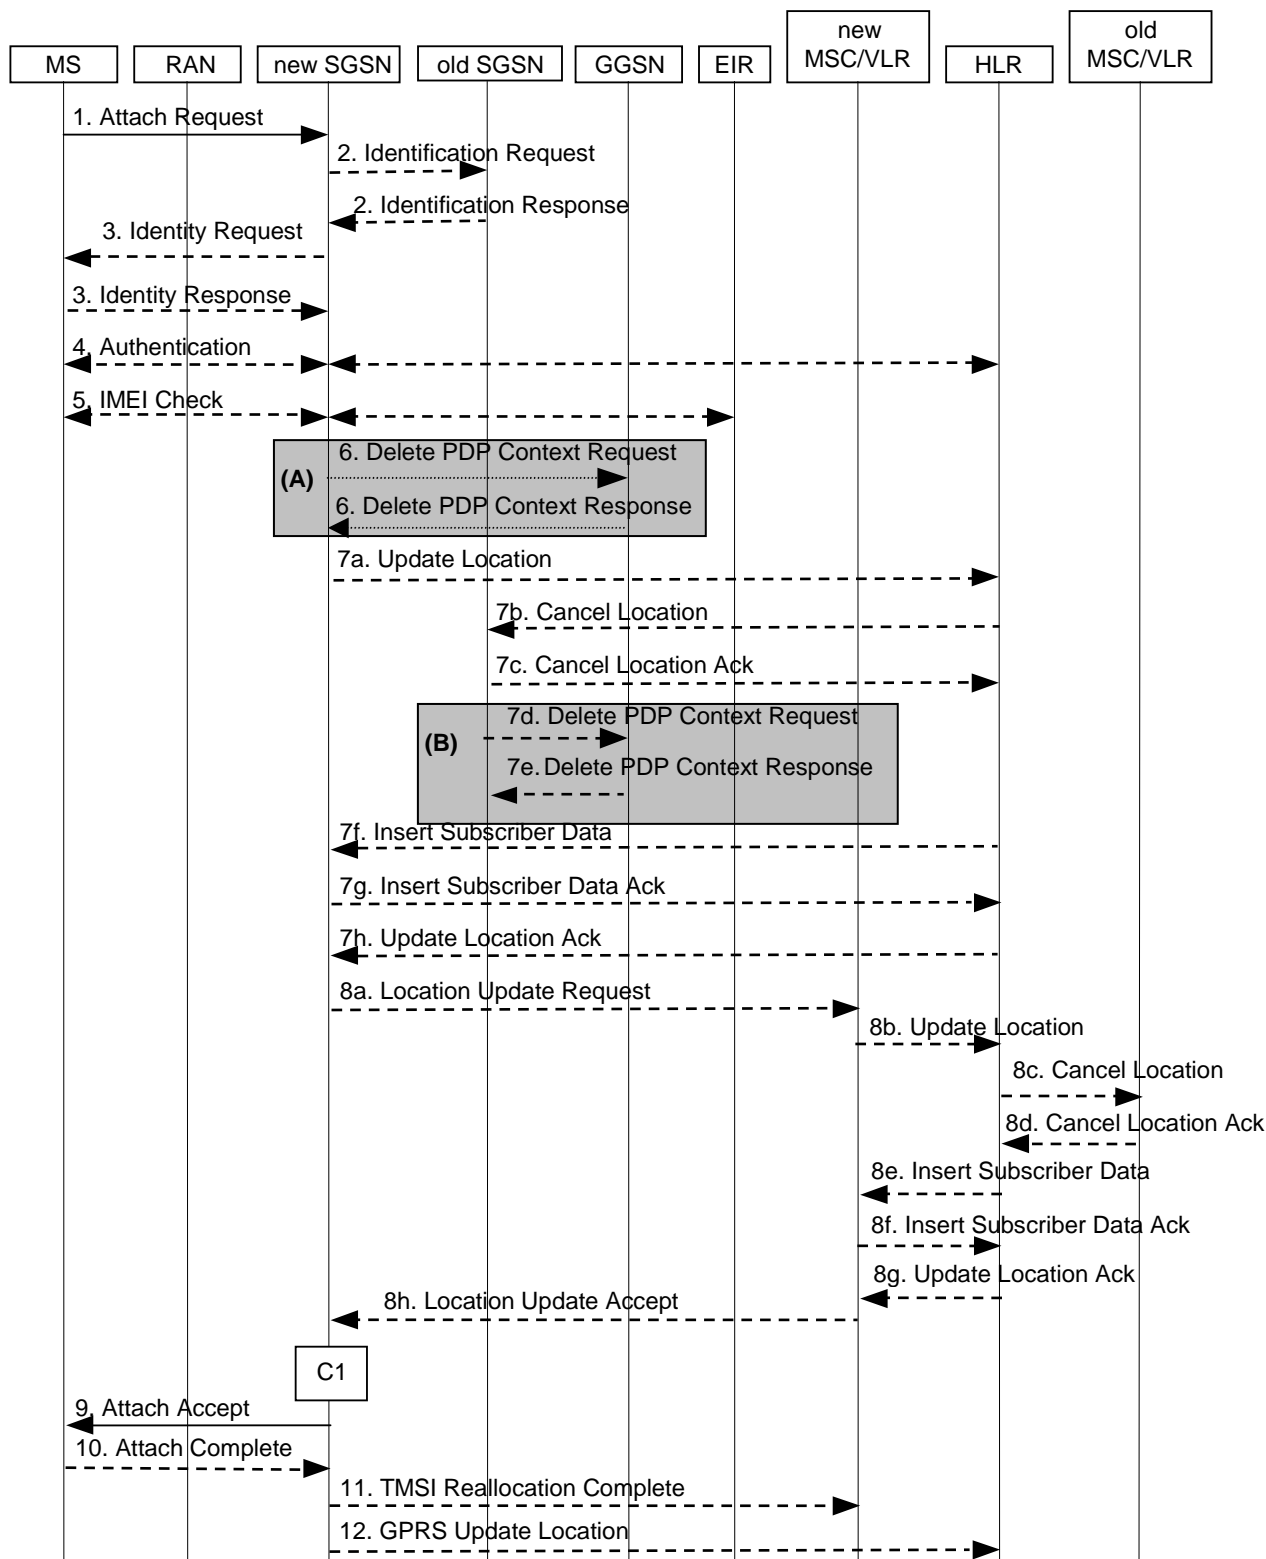 MS
RAN
new SGSN
old SGSN
GGSN
EIR
new
MSC/VLR
HLR
old
MSC/VLR
1. Attach Request
2. Identification Request
2. Identification Response
3. Identity Request
3. Identity Response
4. Authentication
5. IMEI Check
(A)
6. Delete PDP Context Request
6. Delete PDP Context Response
7a. Update Location
7b. Cancel Location
7c. Cancel Location Ack
(B)
7d. Delete PDP Context Request
7e. Delete PDP Context Response
7f. Insert Subscriber Data
7g. Insert Subscriber Data Ack
7h. Update Location Ack
8a. Location Update Request
8b. Update Location
8c. Cancel Location
8d. Cancel Location Ack
8e. Insert Subscriber Data
8f. Insert Subscriber Data Ack
8g. Update Location Ack
8h. Location Update Accept
C1
9. Attach Accept
10. Attach Complete
11. TMSI Reallocation Complete
12. GPRS Update Location